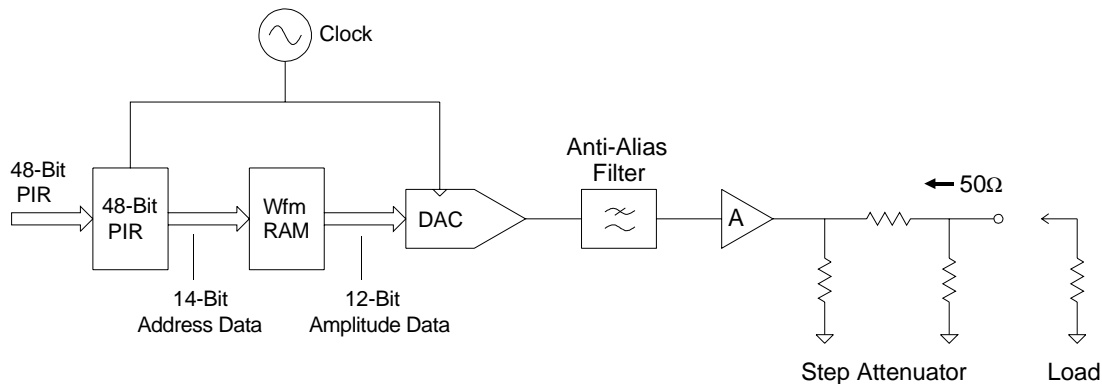 Clock
48-Bit
PIR
48-Bit
PIR
14-Bit
Address Data
Wfm
RAM
12-Bit
Amplitude Data
DAC
Anti-Alias
Filter
A
50Ω
Step Attenuator
Load